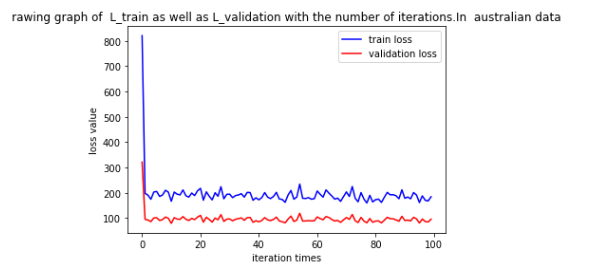 rawing graph of L_train as well as L_validation with the number of iterations.In australian data
train loss
validation loss
loss value
800
700
600
500
400
300
200
100
0
20
40
60
80
100
iteration times